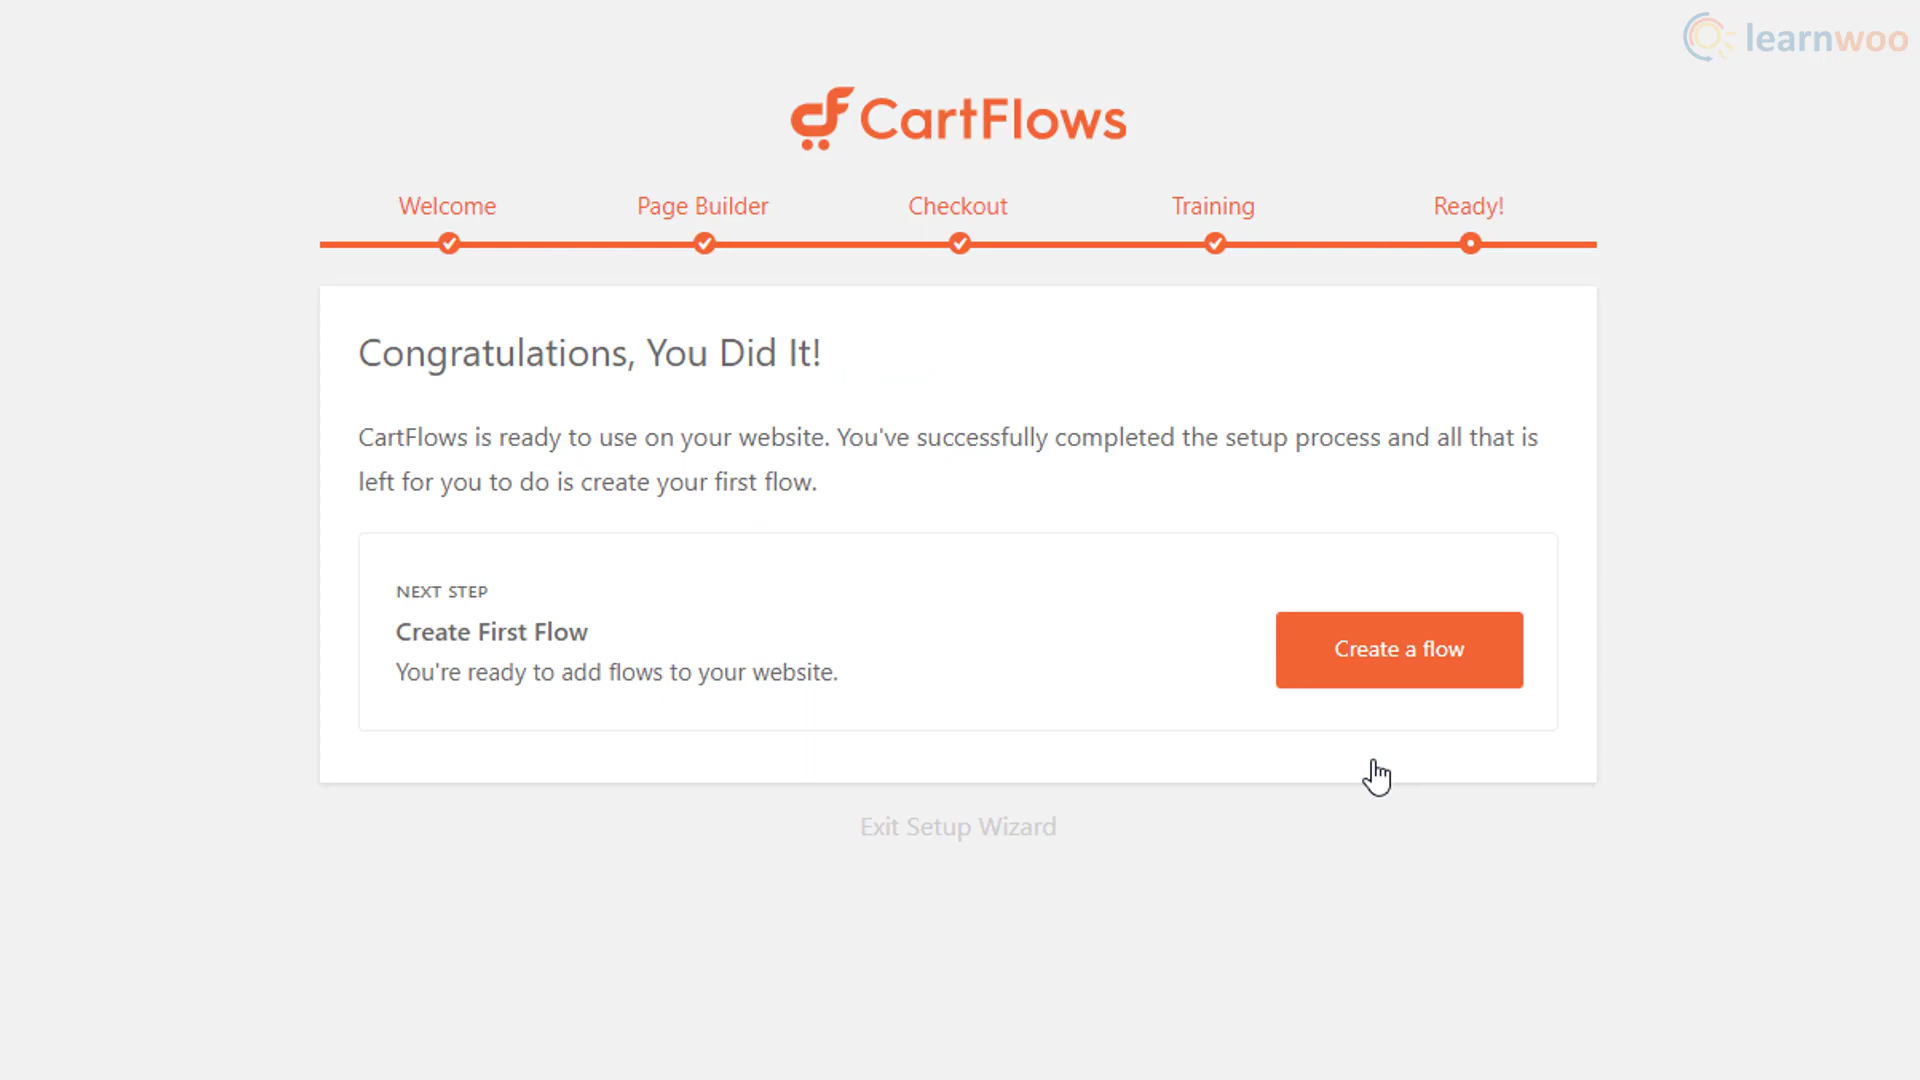 learnwoo
CartFlows
Welcome
Page Builder
Checkout
Training
Ready!
Congratulations, You Did It!
CartFlows is ready to use on your website. You've successfully completed the setup process and all that is
left for you to do is create your first flow.
NEXT STEP
Create First Flow
You're ready to add flows to your website.
Create a flow
Exit Setup Wizard